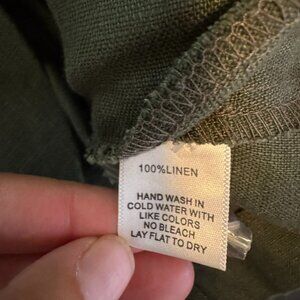 100%LINEN
HAND WASH IN
COLD WATER WITH
LIKE COLORS
NO BLEACH
LAY FLAT TO DRY